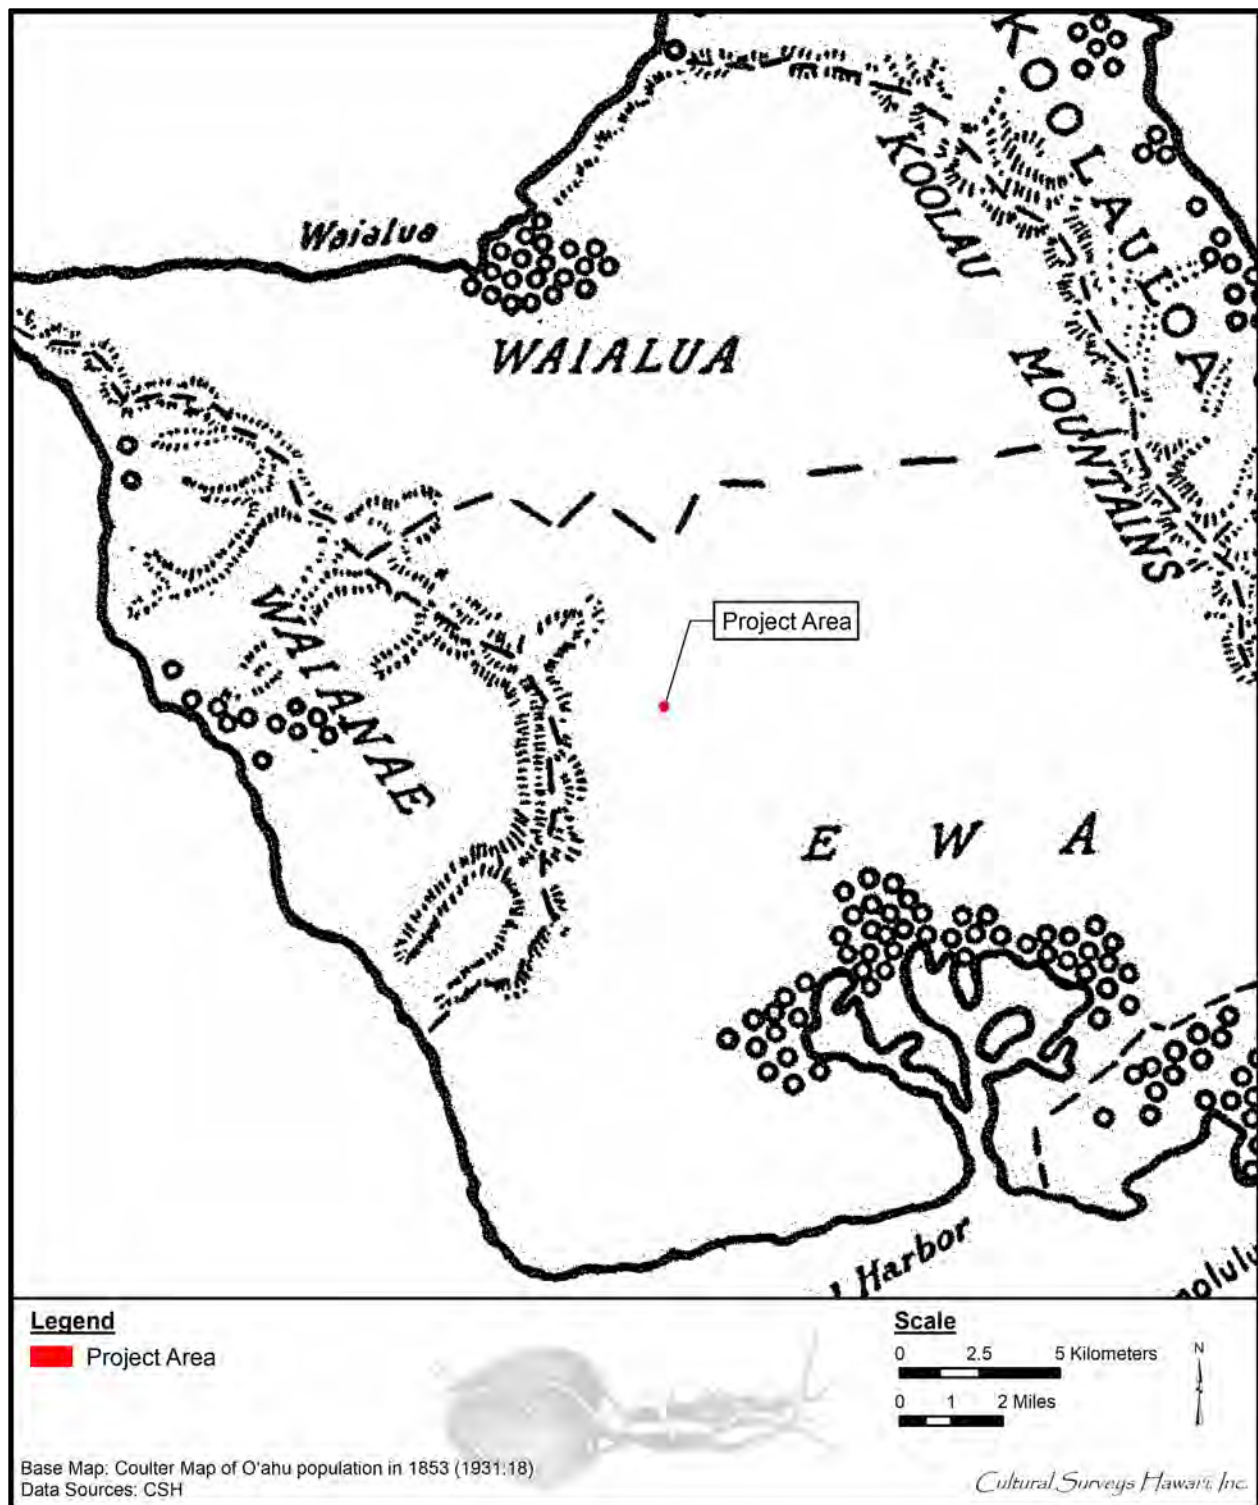 KOOLAULOA
KOOLAU
MOUNTAINS
Waialua
WAIALUA
WAIANAE
Project Area
E W A
Harbor
Legend
Project Area
Scale
0 2.5 5 Kilometers
0 1 2 Miles
N
Base Map: Coulter Map of O'ahu population in 1853 (1931:18)
Data Sources: CSH
Cultural Surveys Hawai'i, Inc.